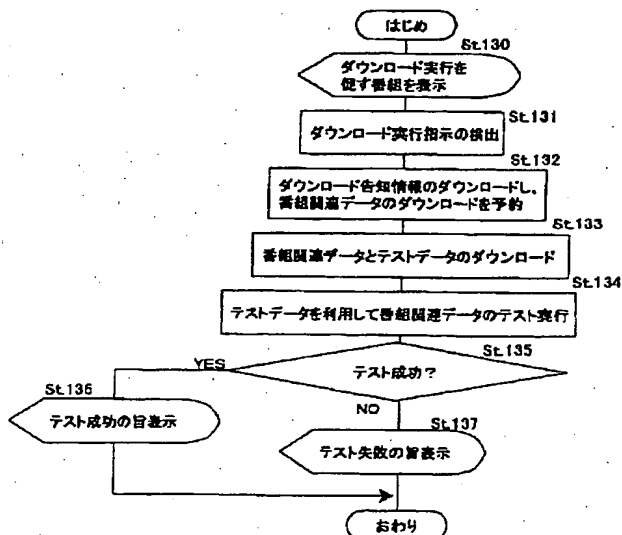 はじめ
St.130
ダウンロード実行を
促す番組を表示
St.131
ダウンロード実行指示の検出
St.132
ダウンロード告知情報のダウンロードし、
番組関連データのダウンロードを予約
St.133
番組関連データとテストデータのダウンロード
St.134
テストデータを利用して番組関連データのテスト実行
St.135
YES
テスト成功?
St.136
NO
テスト成功の旨表示
St.137
テスト失敗の旨表示
おわり